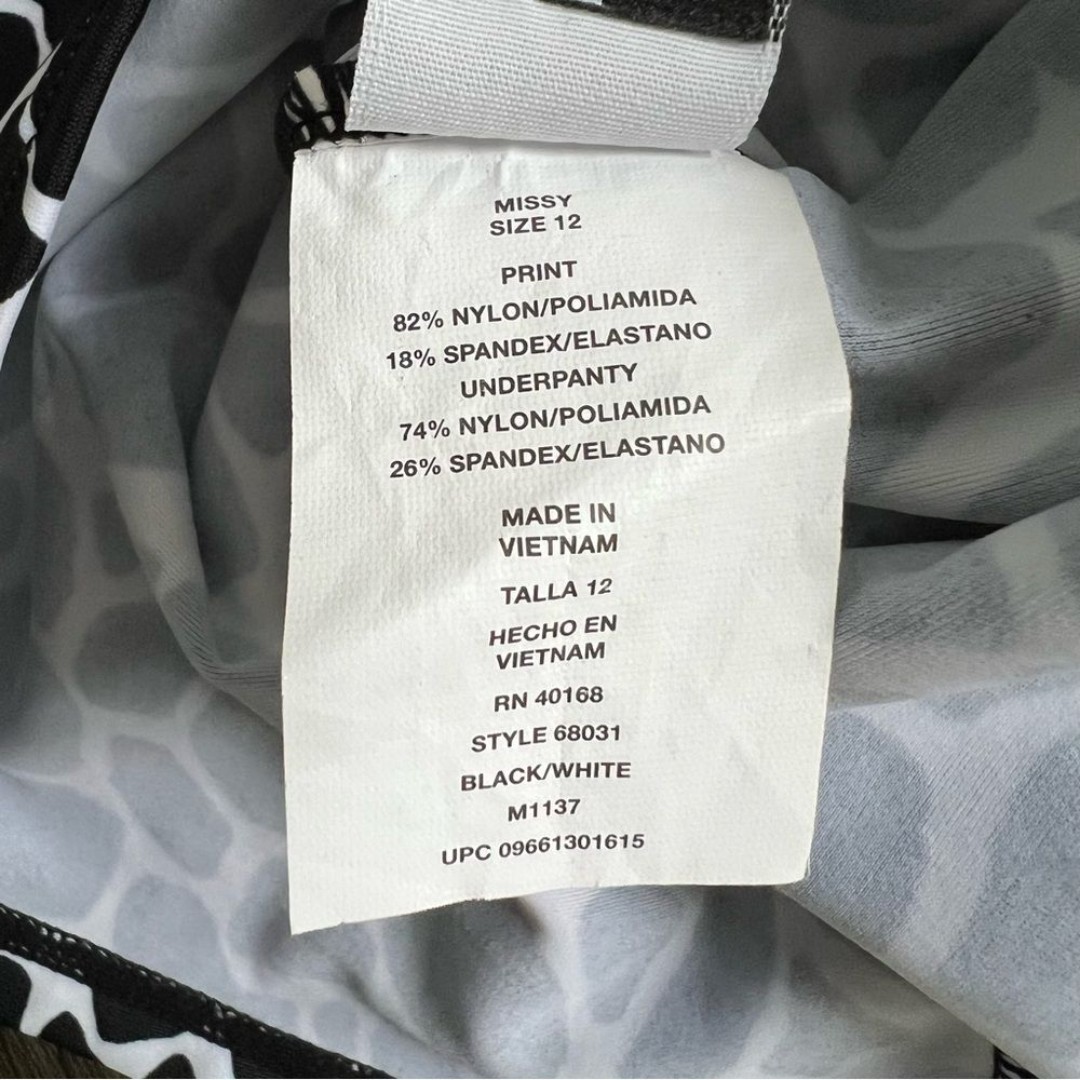 MISSY
SIZE 12
PRINT
82% NYLON/POLIAMIDA
18% SPANDEX/ELASTANO
UNDERPANTY
74% NYLON/POLIAMIDA
26% SPANDEX/ELASTANO
MADE IN
VIETNAM
TALLA 12
HECHO EN
VIETNAM
RN 40168
STYLE 68031
BLACK/WHITE
M1137
UPC 09661301615